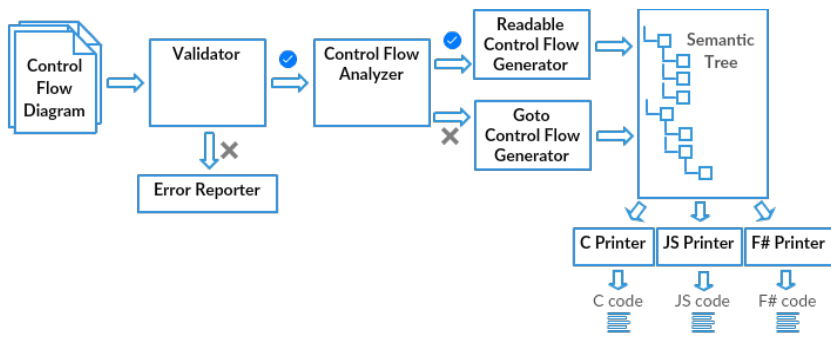 Control
Flow
Diagram
Validator
Error Reporter
Control Flow
Analyzer
Readable
Control Flow
Generator
Goto
Control Flow
Generator
Semantic
Tree
C Printer
JS Printer
F# Printer
C code
JS code
F# code